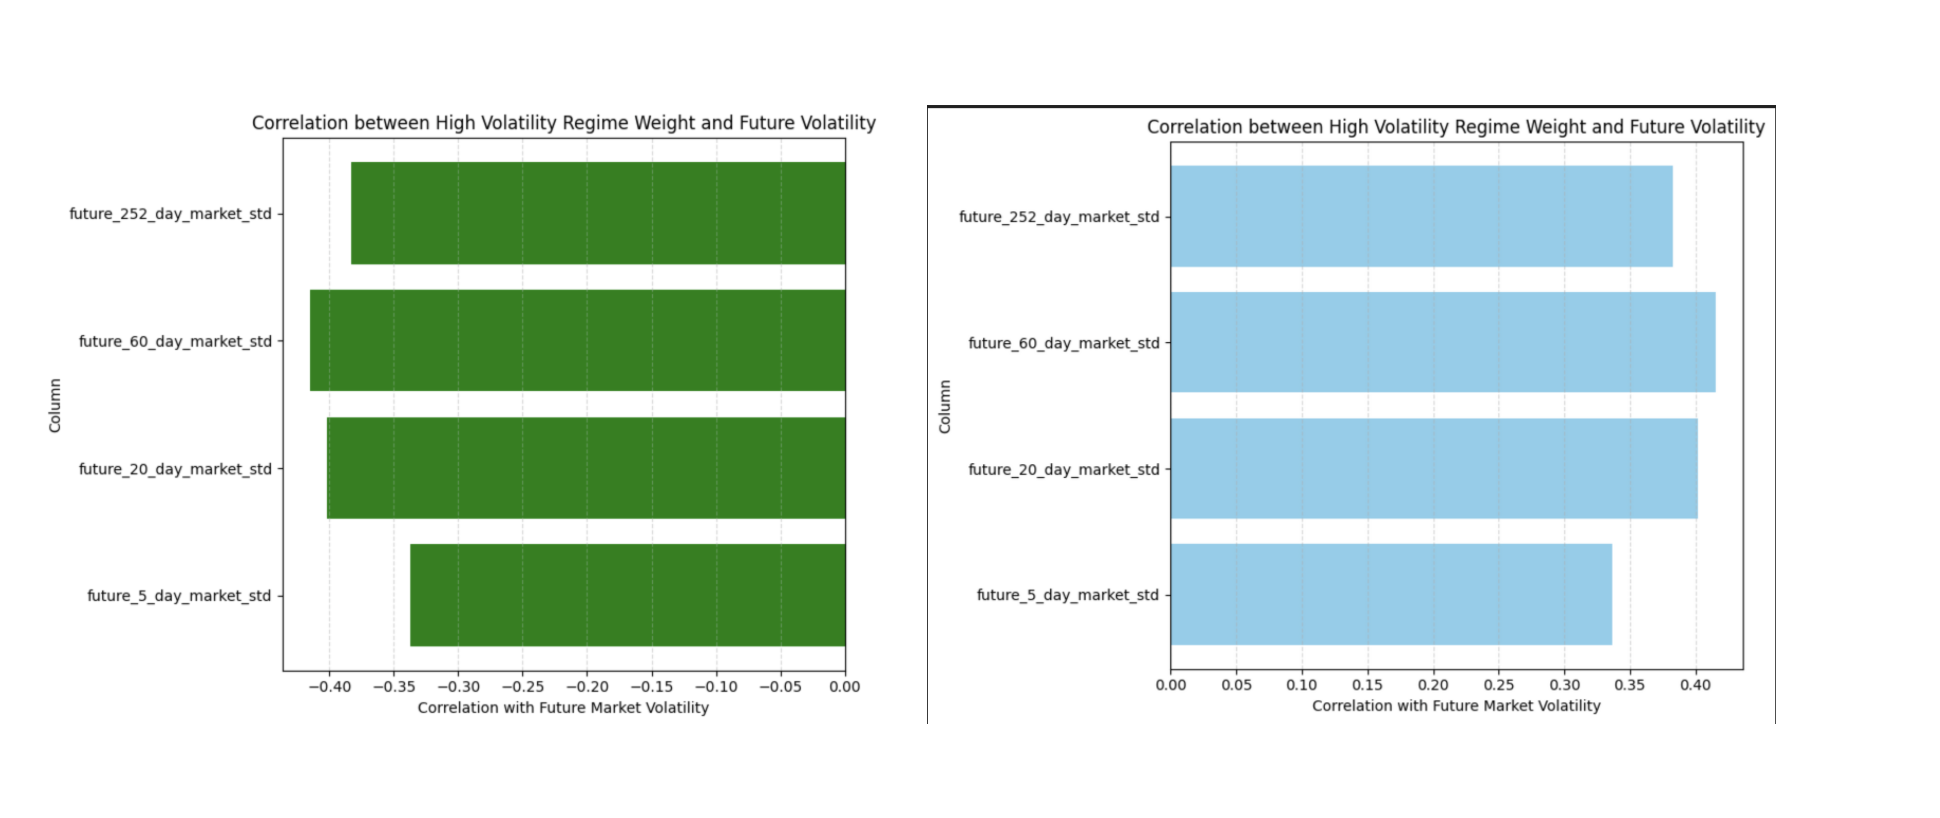 Correlation between High Volatility Regime Weight and Future Volatility
future_252_day_market_std
future_60_day_market_std
future_20_day_market_std
future_5_day_market_std
Column
−0.40 −0.35 −0.30 −0.25 −0.20 −0.15 −0.10 −0.05 0.00
Correlation with Future Market Volatility
Correlation between High Volatility Regime Weight and Future Volatility
future_252_day_market_std
future_60_day_market_std
future_20_day_market_std
future_5_day_market_std
Column
0.00 0.05 0.10 0.15 0.20 0.25 0.30 0.35 0.40
Correlation with Future Market Volatility